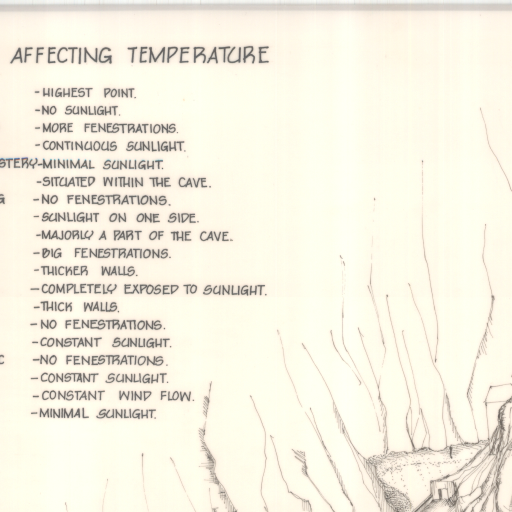 AFFECTING TEMPERATURE
- HIGHEST POINT.
- NO SUNLIGHT.
- MORE FENESTRATIONS.
- CONTINUOUS SUNLIGHT.
STERY-MINIMAL SUNLIGHT.
-SITUATED WITHIN THE CAVE.
G - NO FENESTRATIONS.
- SUNLIGHT ON ONE SIDE.
-MAJORLY A PART OF THE CAVE.
- BIG FENESTRATIONS.
- THICKER WALLS.
- COMPLETELY EXPOSED TO SUNLIGHT.
- THICK WALLS.
- NO FENESTRATIONS.
- CONSTANT SUNLIGHT.
C -NO FENESTRATIONS.
- CONSTANT SUNLIGHT.
- CONSTANT WIND FLOW.
- MINIMAL SUNLIGHT.